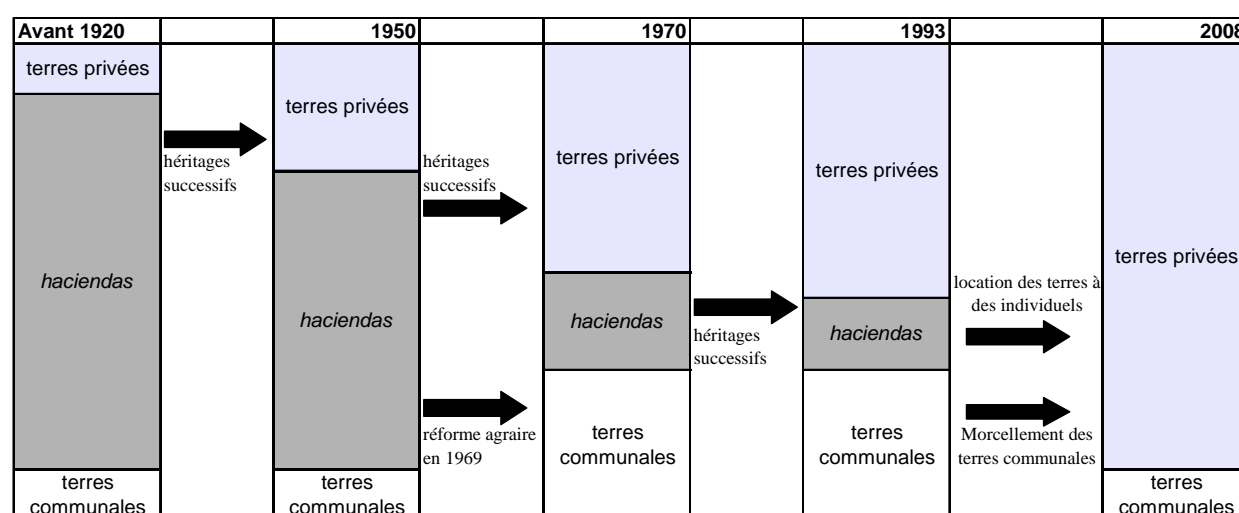 Avant 1920
1950
1970
1993
2008
terres privées
haciendas
terres
communales
héritages
successifs
terres privées
haciendas
terres
communales
héritages
successifs
réforme agraire
en 1969
terres privées
haciendas
terres
communales
héritages
successifs
terres privées
haciendas
terres
communales
location des terres à
des individuels
Morcellement des
terres communales
terres privées
terres
communales